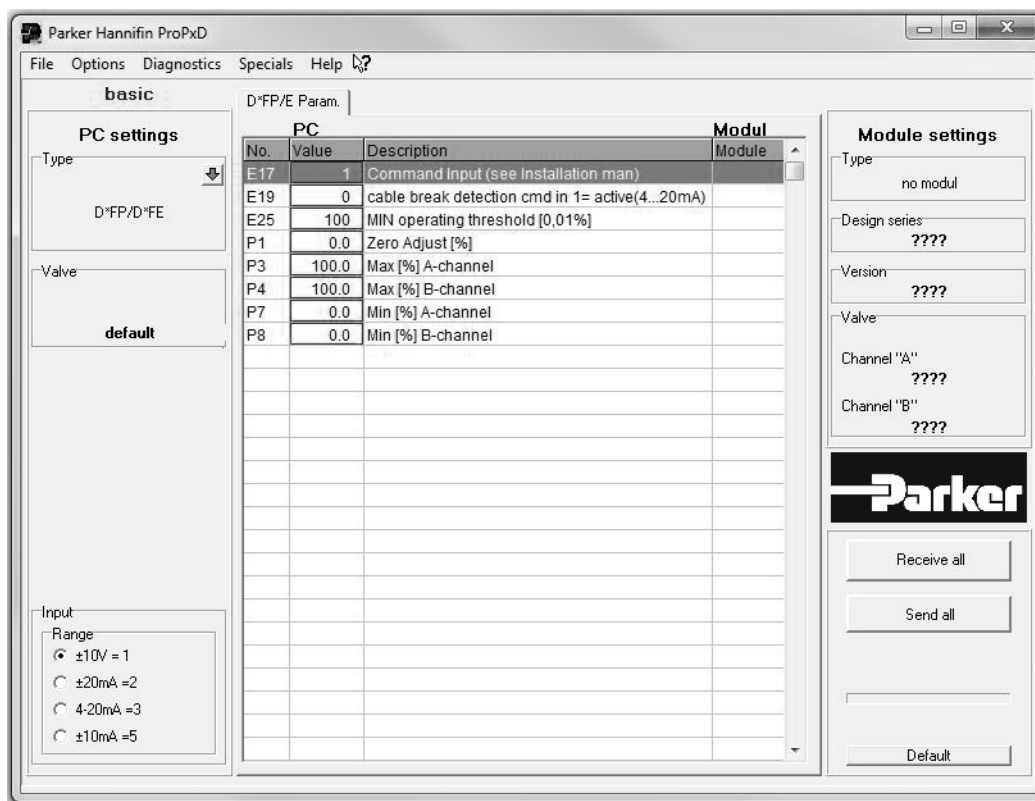 Parker Hannifin ProPxD
File Options Diagnostics Specials Help
basic
PC settings
Type
D*FP/D*FE
Valve
default
Input
Range
±10V = 1
±20mA =2
4-20mA =3
±10mA =5
D*FP/E Param.
PC Modul
No. Value Description Module
E17 1 Command Input (see Installation man)
E19 0 cable break detection cmd in 1= active(4...20mA)
E25 100 MIN operating threshold [0,01%]
P1 0.0 Zero Adjust [%]
P3 100.0 Max [%] A-channel
P4 100.0 Max [%] B-channel
P7 0.0 Min [%] A-channel
P8 0.0 Min [%] B-channel
Module settings
Type
no modul
Design series
????
Version
????
Valve
Channel "A"
????
Channel "B"
????
Parker
Receive all
Send all
Default